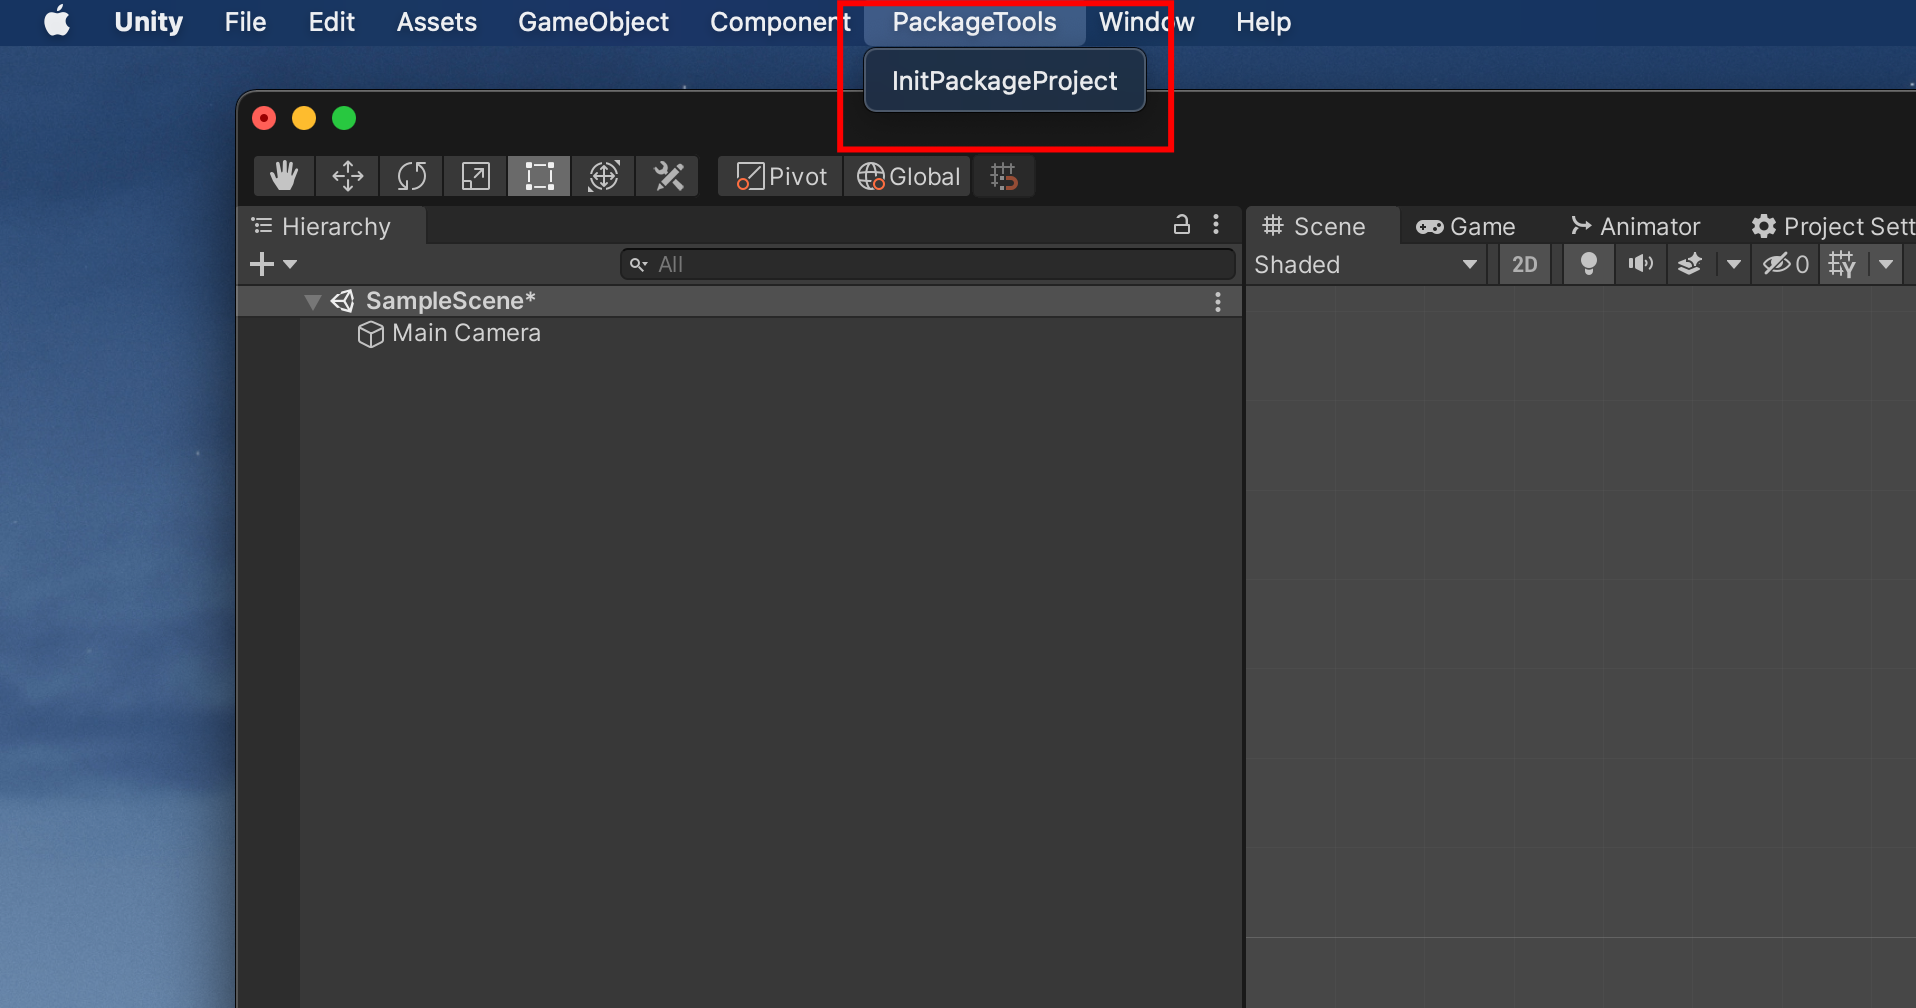 Unity File Edit Assets GameObject Component PackageTools Window Help
InitPackageProject
Pivot Global
Hierarchy
All
SampleScene*
Main Camera
Scene Game Animator Project Sett
Shaded 2D 0